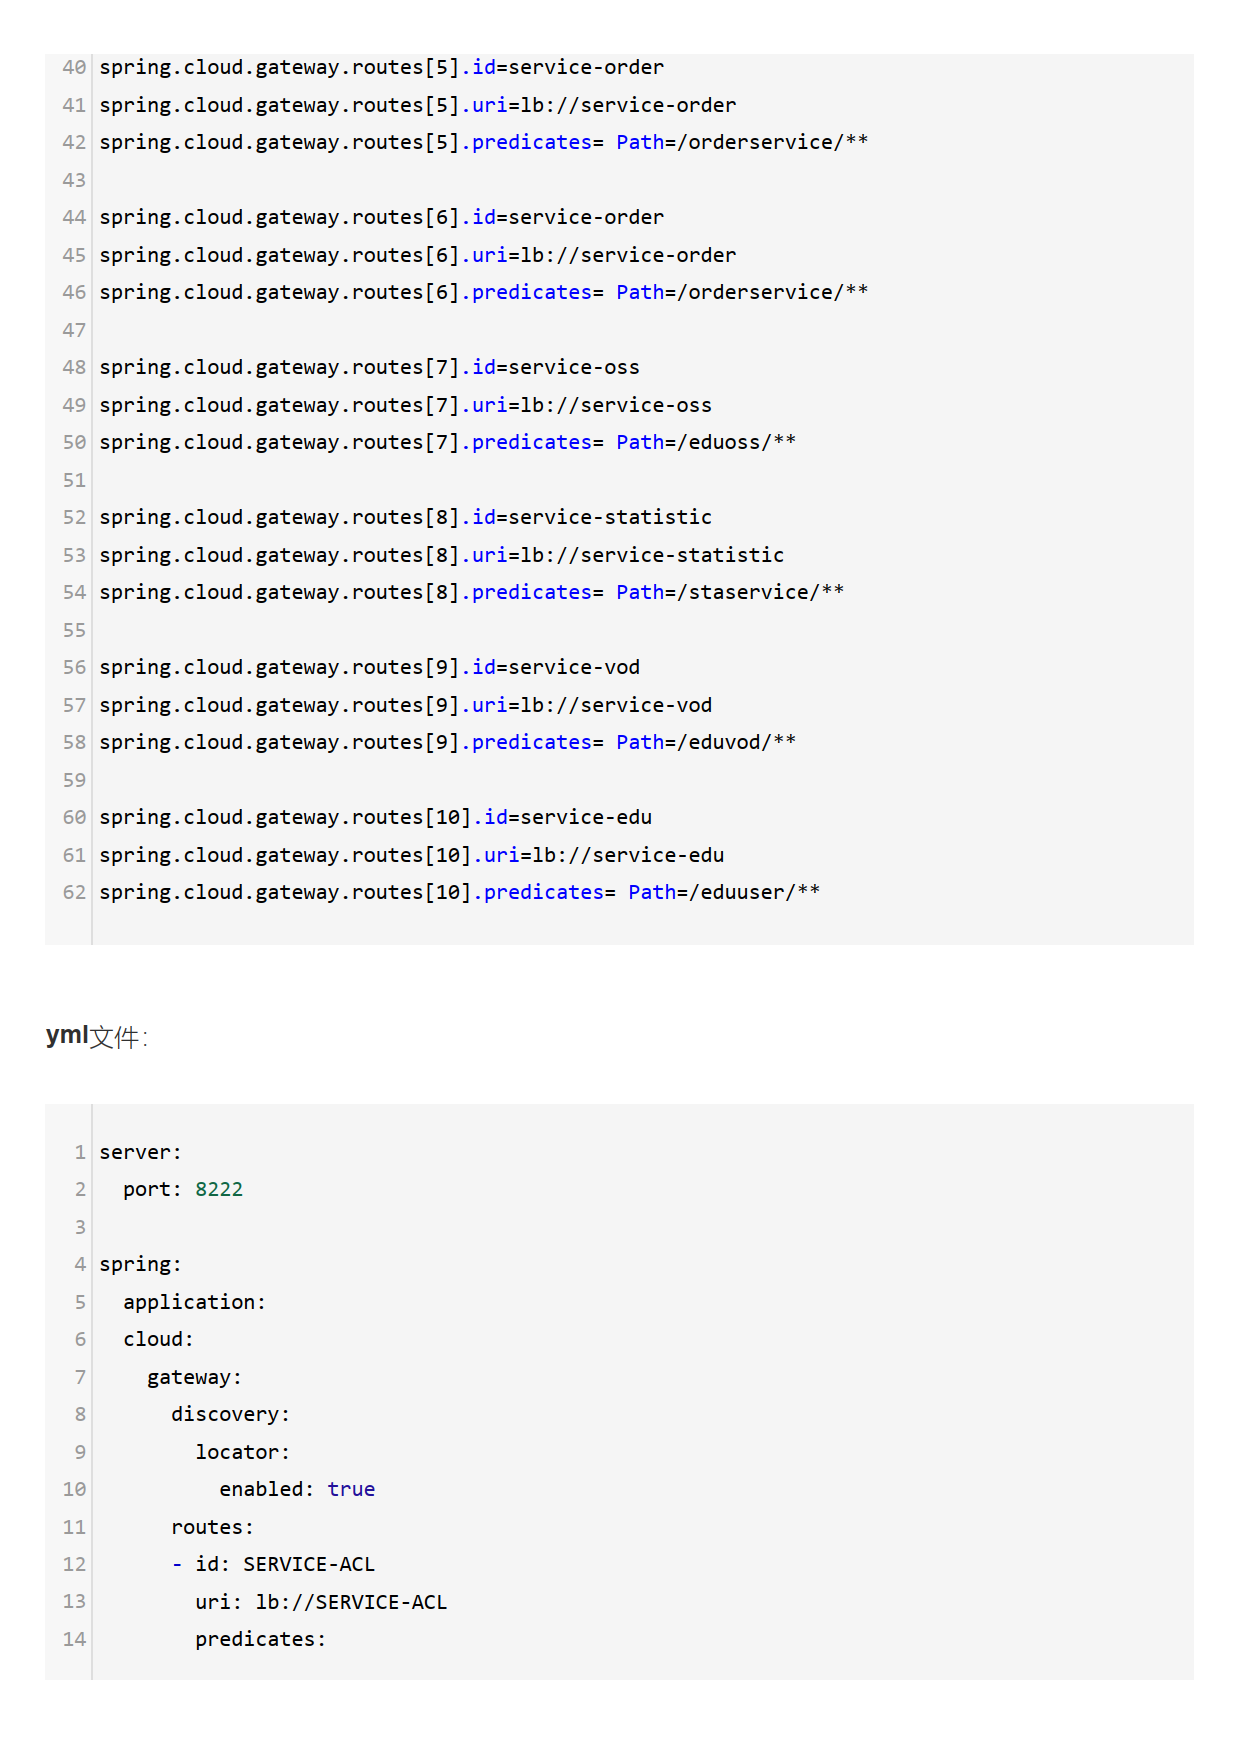 40 spring.cloud.gateway.routes[5].id=service-order
41 spring.cloud.gateway.routes[5].uri=lb://service-order
42 spring.cloud.gateway.routes[5].predicates= Path=/orderservice/**
43
44 spring.cloud.gateway.routes[6].id=service-order
45 spring.cloud.gateway.routes[6].uri=lb://service-order
46 spring.cloud.gateway.routes[6].predicates= Path=/orderservice/**
47
48 spring.cloud.gateway.routes[7].id=service-oss
49 spring.cloud.gateway.routes[7].uri=lb://service-oss
50 spring.cloud.gateway.routes[7].predicates= Path=/eduoss/**
51
52 spring.cloud.gateway.routes[8].id=service-statistic
53 spring.cloud.gateway.routes[8].uri=lb://service-statistic
54 spring.cloud.gateway.routes[8].predicates= Path=/staservice/**
55
56 spring.cloud.gateway.routes[9].id=service-vod
57 spring.cloud.gateway.routes[9].uri=lb://service-vod
58 spring.cloud.gateway.routes[9].predicates= Path=/eduvod/**
59
60 spring.cloud.gateway.routes[10].id=service-edu
61 spring.cloud.gateway.routes[10].uri=lb://service-edu
62 spring.cloud.gateway.routes[10].predicates= Path=/eduuser/**
yml文件：
1 server:
2   port: 8222
3
4 spring:
5   application:
6   cloud:
7     gateway:
8       discovery:
9         locator:
10           enabled: true
11       routes:
12       - id: SERVICE-ACL
13         uri: lb://SERVICE-ACL
14         predicates: